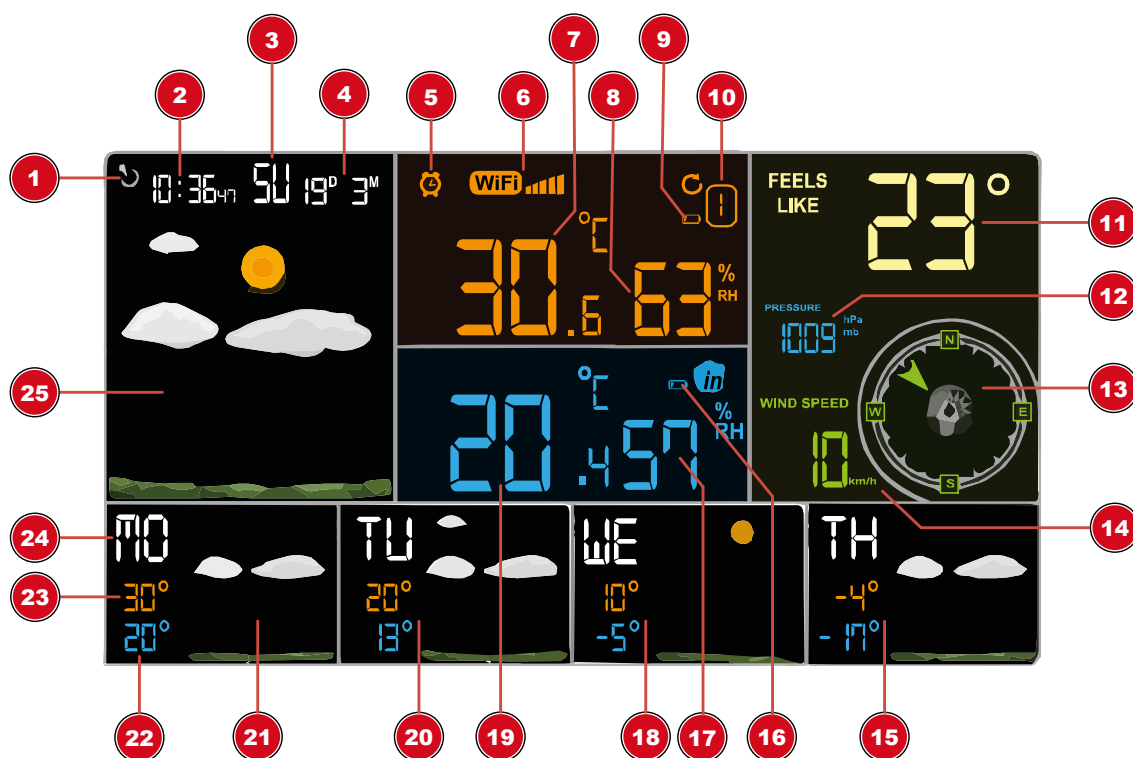 3 7 9
2 4 5 6 8 10
1
10:36 47 SU 19D 3M
WiFi
1
FEELS LIKE
23°
11
°C
30.6
63
% RH
PRESSURE
1009
hPa
mb
12
N
W
E
S
13
25
°C
in
20.4
57
% RH
WIND SPEED
10
km/h
14
24
MO
TU
WE
TH
23
30°
20°
10°
-4°
20°
13°
-5°
-17°
22 21 20 19 18 17 16 15